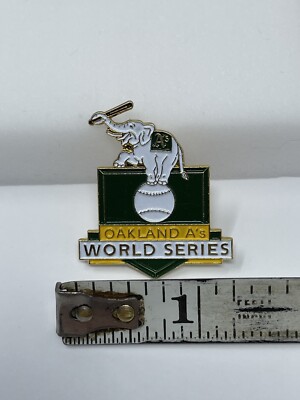 A's
OAKLAND A's
WORLD SERIES
1